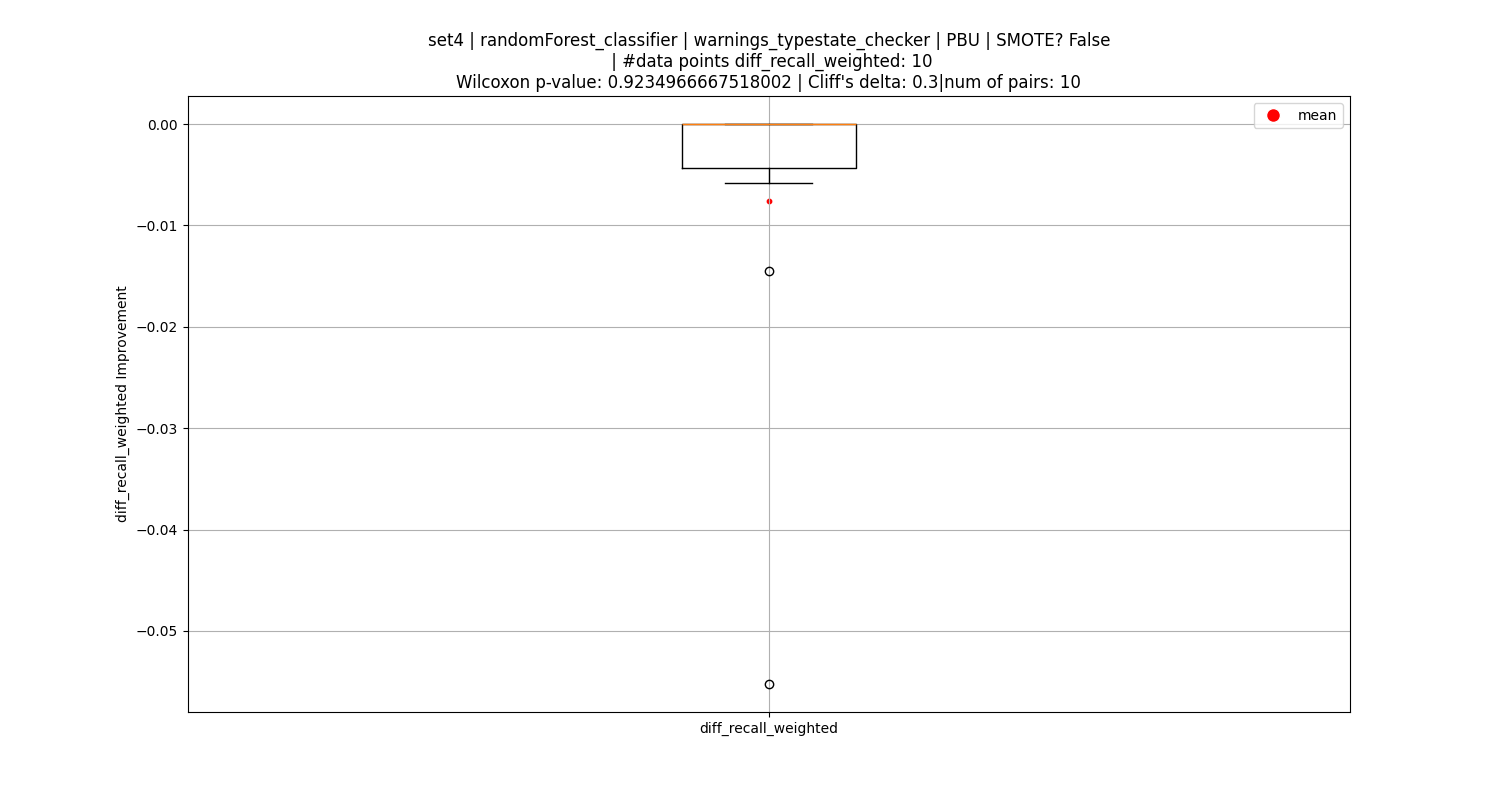 set4 | randomForest_classifier | warnings_typestate_checker | PBU | SMOTE? False
| #data points diff_recall_weighted: 10
Wilcoxon p-value: 0.9234966667518002 | Cliff's delta: 0.3|num of pairs: 10
mean
0.00
−0.01
−0.02
−0.03
−0.04
−0.05
diff_recall_weighted Improvement
diff_recall_weighted